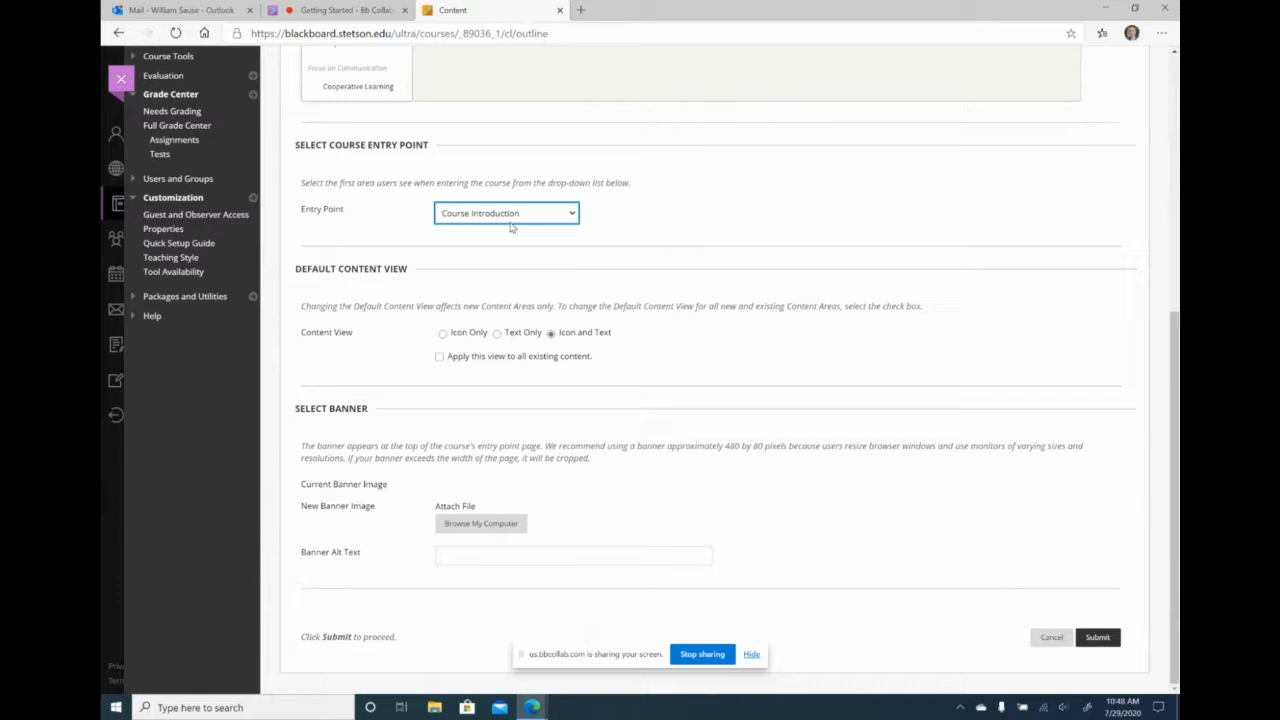 Mail - William Sause - Outlook
Getting Started - Bb Collab
Content
https://blackboard.stetson.edu/ultra/courses/_89036_1/cl/outline
Course Tools
Evaluation
Grade Center
Needs Grading
Full Grade Center
Assignments
Tests
Users and Groups
Customization
Guest and Observer Access
Properties
Quick Setup Guide
Teaching Style
Tool Availability
Packages and Utilities
Help
Priva
Term
Focus on Communication
Cooperative Learning
SELECT COURSE ENTRY POINT
Select the first area users see when entering the course from the drop-down list below.
Entry Point
Course Introduction
DEFAULT CONTENT VIEW
Changing the Default Content View affects new Content Areas only. To change the Default Content View for all new and existing Content Areas, select the check box.
Content View
Icon Only Text Only Icon and Text
Apply this view to all existing content.
SELECT BANNER
The banner appears at the top of the course's entry point page. We recommend using a banner approximately 480 by 80 pixels because users resize browser windows and use monitors of varying sizes and
resolutions. If your banner exceeds the width of the page, it will be cropped.
Current Banner Image
New Banner Image
Attach File
Browse My Computer
Banner Alt Text
Click Submit to proceed.
Cancel Submit
us.bbcollab.com is sharing your screen. Stop sharing Hide
Type here to search
10:48 AM
7/29/2020